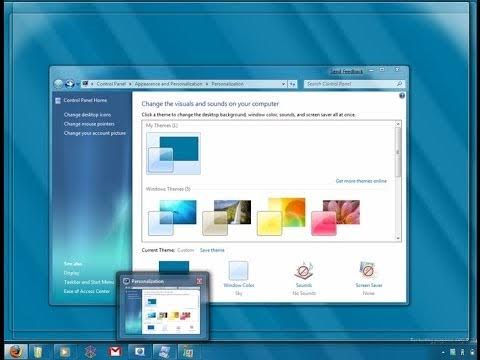 Send Feedback
Control Panel
Appearance and Personalization
Personalization
Search Control Panel
Control Panel Home
Change desktop icons
Change mouse pointers
Change your account picture
Change the visuals and sounds on your computer
Click a theme to change the desktop background, window color, sounds, and screen saver all at once.
My Themes (1)
Get more themes online
Windows Themes (5)
Current Theme: Custom Save theme
Window Color
Sky
Sounds
No Sounds
Screen Saver
None
See also
Display
Taskbar and Start Menu
Ease of Access Center
Personalization